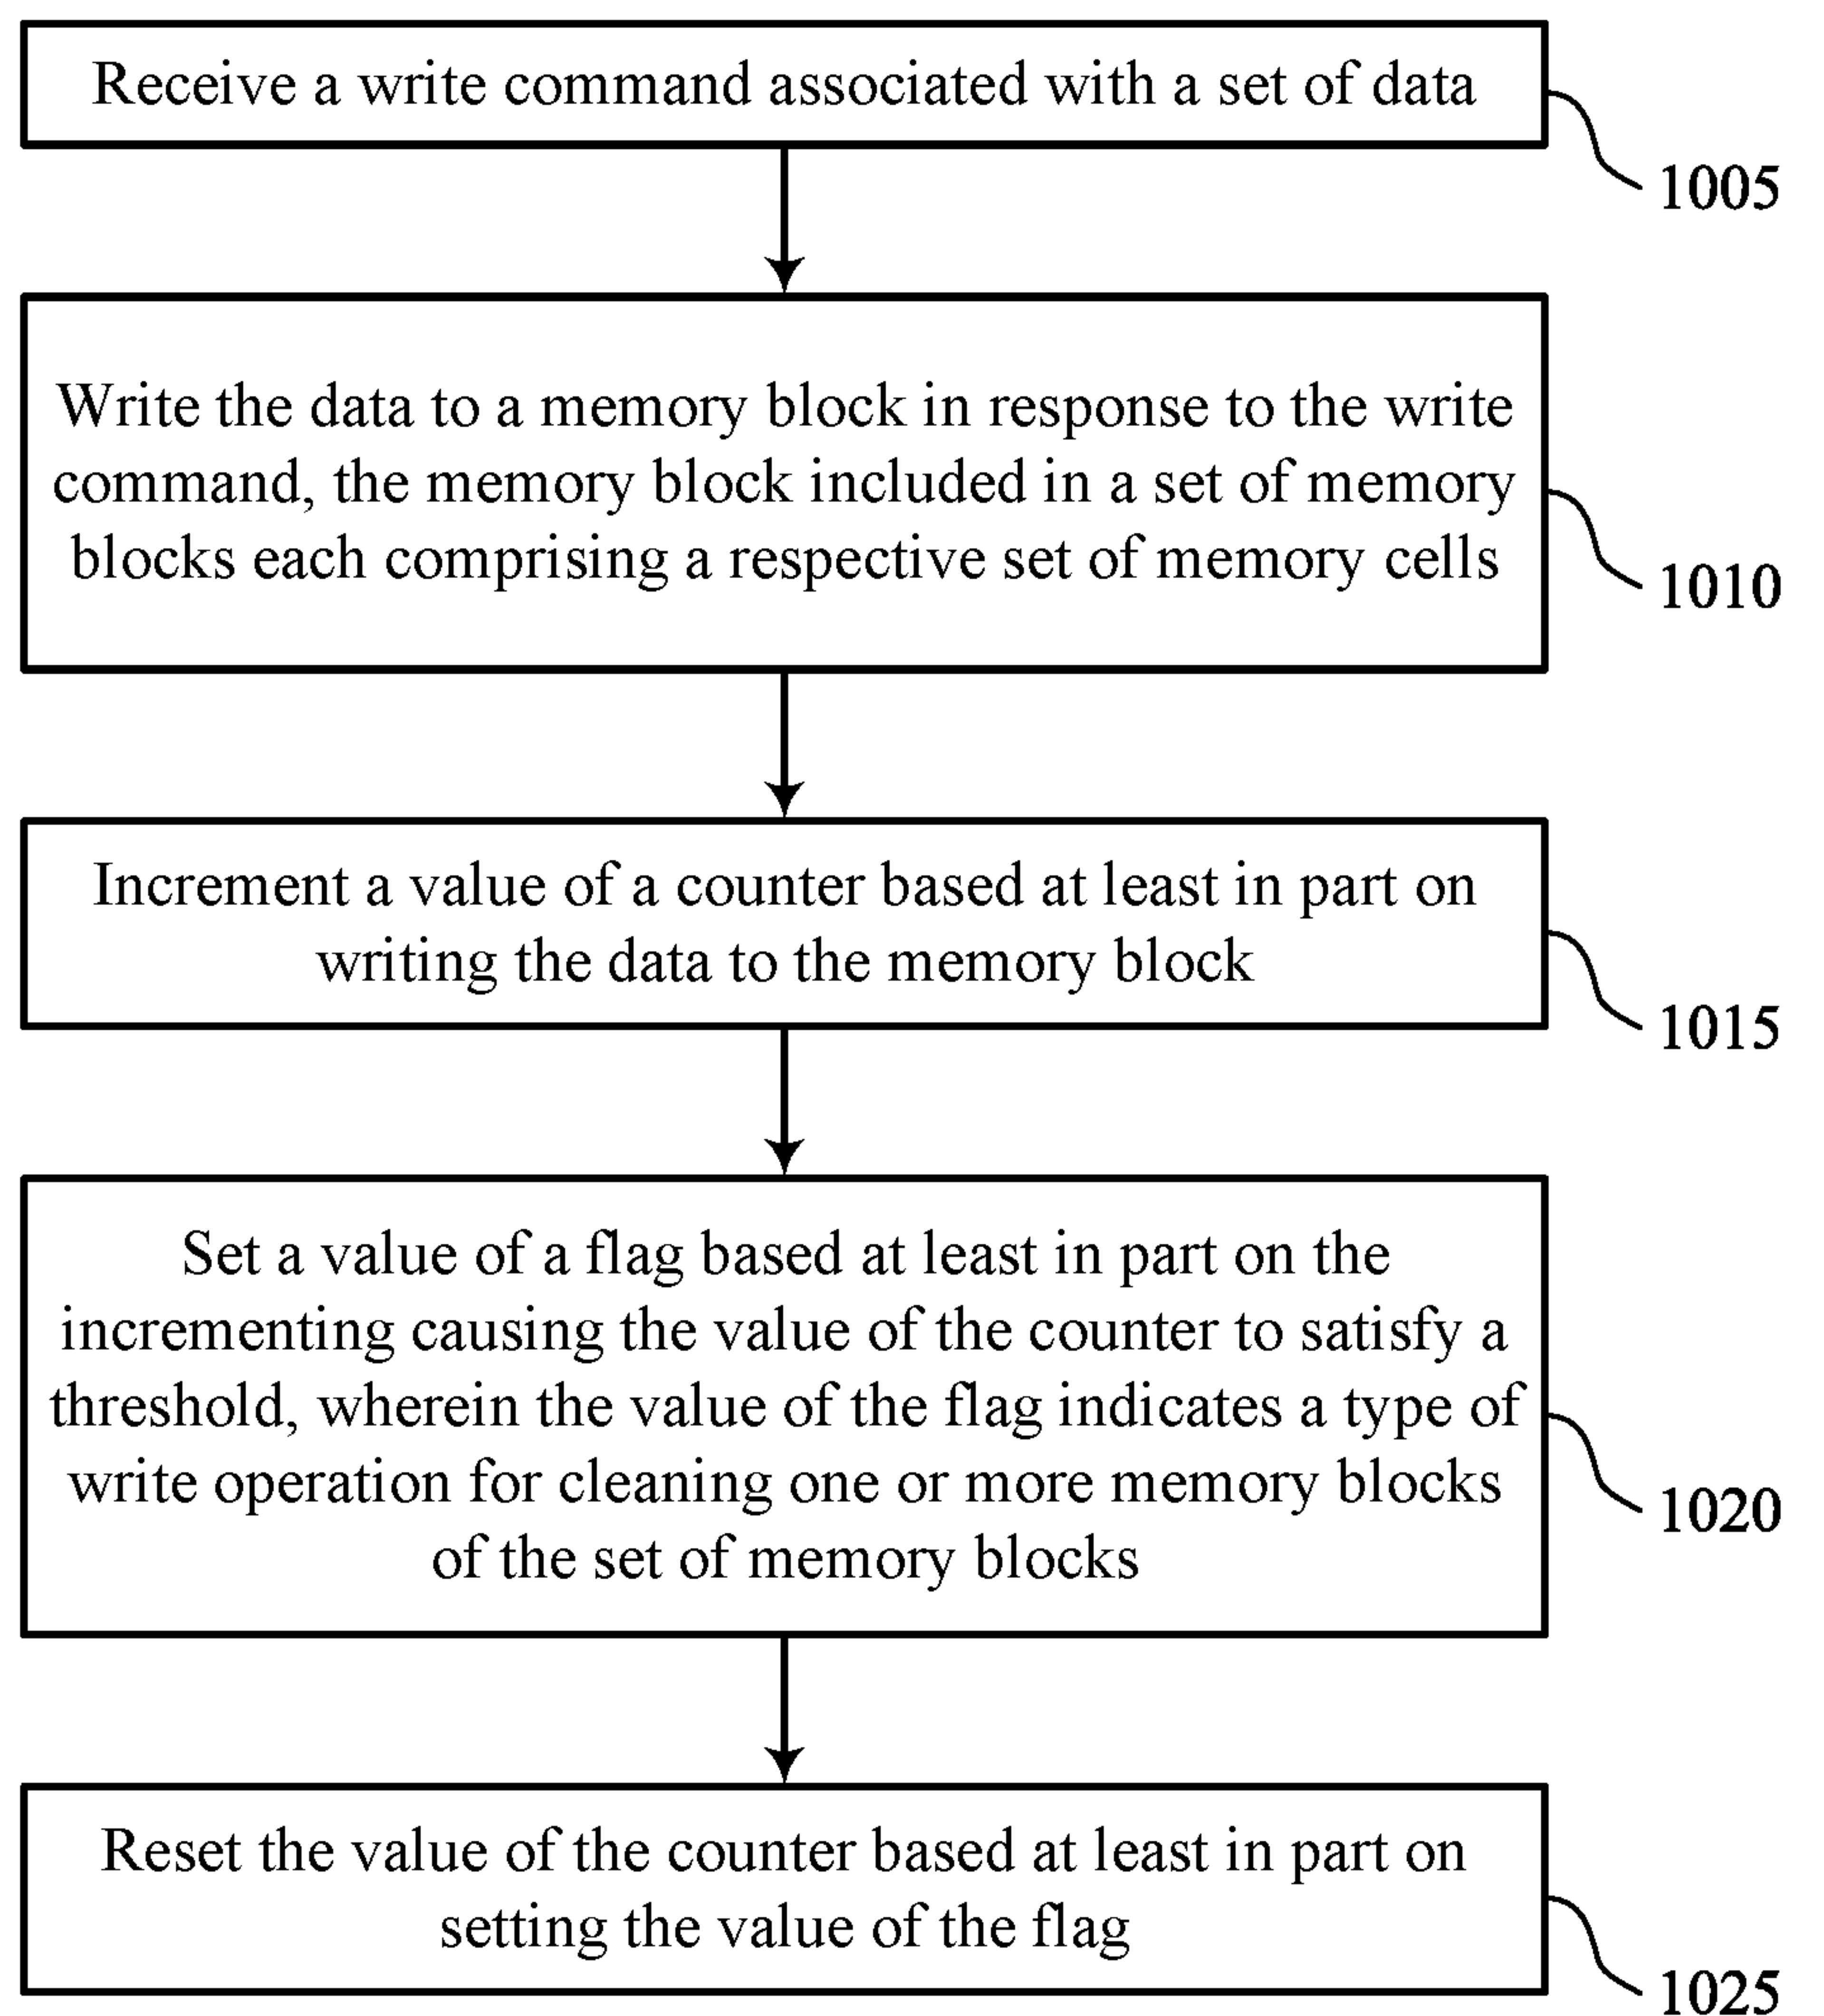 Receive a write command associated with a set of data
1005
Write the data to a memory block in response to the write
command, the memory block included in a set of memory
blocks each comprising a respective set of memory cells
1010
Increment a value of a counter based at least in part on
writing the data to the memory block
1015
Set a value of a flag based at least in part on the
incrementing causing the value of the counter to satisfy a
threshold, wherein the value of the flag indicates a type of
write operation for cleaning one or more memory blocks
of the set of memory blocks
1020
Reset the value of the counter based at least in part on
setting the value of the flag
1025